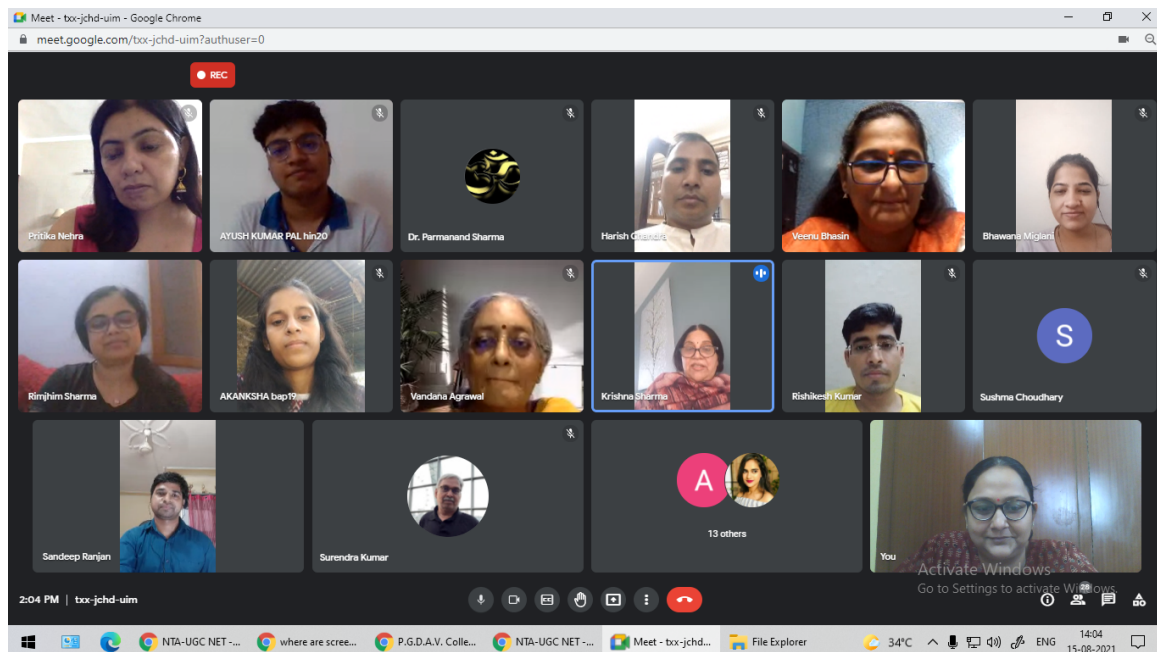 Meet - txx-jchd-uim - Google Chrome
meet.google.com/txx-jchd-uim?authuser=0
REC
Pritika Nehra
AYUSH KUMAR PAL hin20
Dr. Parmanand Sharma
Harish Chandra
Veenu Bhasin
Bhawana Miglani
Rimjhim Sharma
AKANKSHA bap19
Vandana Agrawal
Krishna Sharma
Rishikesh Kumar
S
Sushma Choudhary
Sandeep Ranjan
Surendra Kumar
A
13 others
You
Activate Windows
Go to Settings to activate Windows.
2:04 PM | txx-jchd-uim
26
NTA-UGC NET -...
where are scree...
P.G.D.A.V. Colle...
NTA-UGC NET -...
Meet - txx-jchd...
File Explorer
34°C
ENG
14:04
15-08-2021